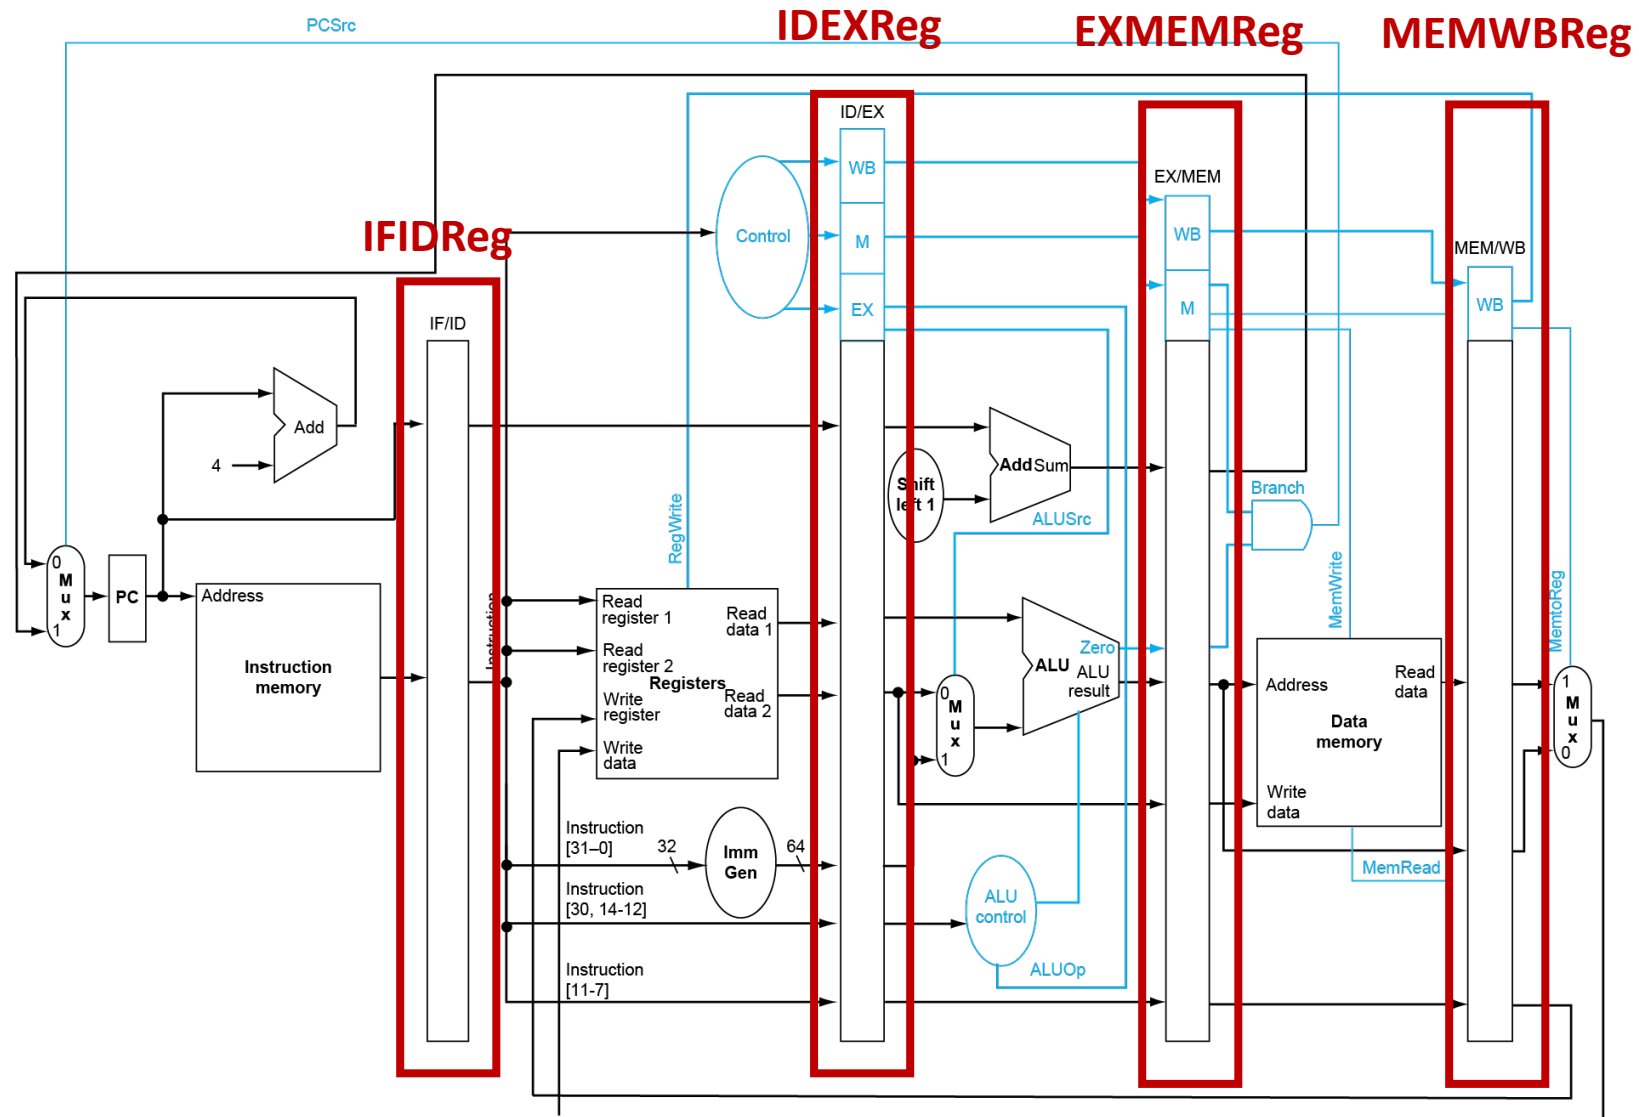 PCSrc
IDEXReg
EXMEMReg
MEMWBReg
IFIDReg
ID/EX
WB
M
EX
Control
EX/MEM
WB
M
MEM/WB
WB
IF/ID
Add
4
0
M
u
x
1
PC
Address
Instruction
memory
Instruction
RegWrite
Read
register 1
Read
register 2
Write
register
Write
data
Registers
Read
data 1
Read
data 2
Instruction
[31–0]
32
Imm
Gen
64
Instruction
[30, 14-12]
Instruction
[11-7]
Shift
left 1
Add Sum
ALUSrc
0
M
u
x
1
ALU
Zero
ALU
result
ALU
control
ALUOp
Branch
MemWrite
Address
Read
data
Data
memory
Write
data
MemRead
MemtoReg
1
M
u
x
0